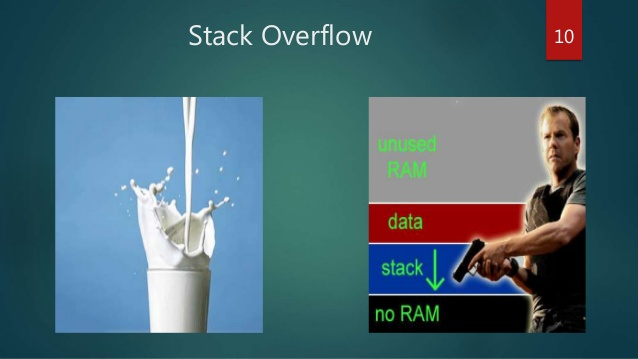 Stack Overflow
10
unused
RAM
data
stack
no RAM